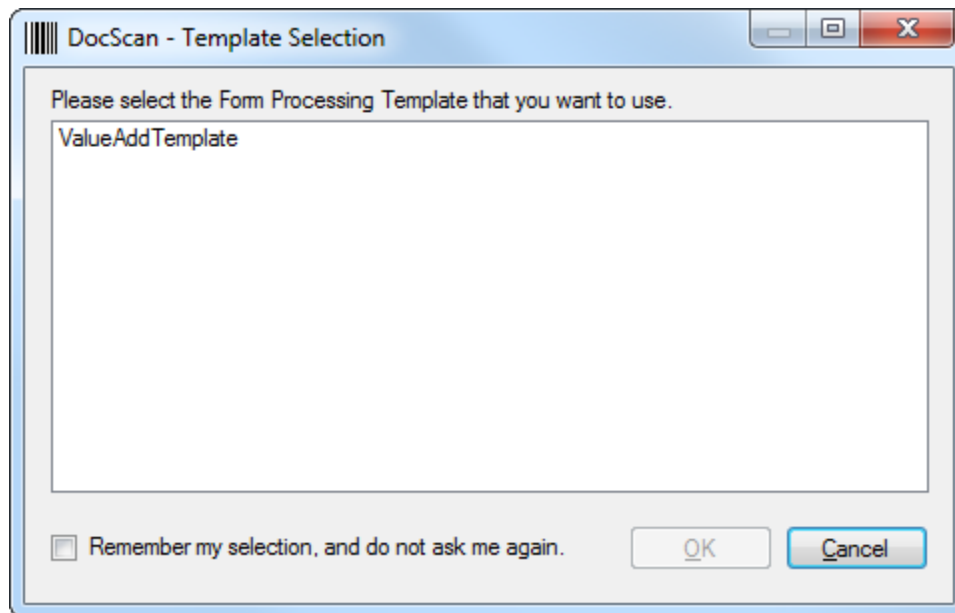 DocScan - Template Selection
Please select the Form Processing Template that you want to use.
ValueAddTemplate
Remember my selection, and do not ask me again.
OK
Cancel